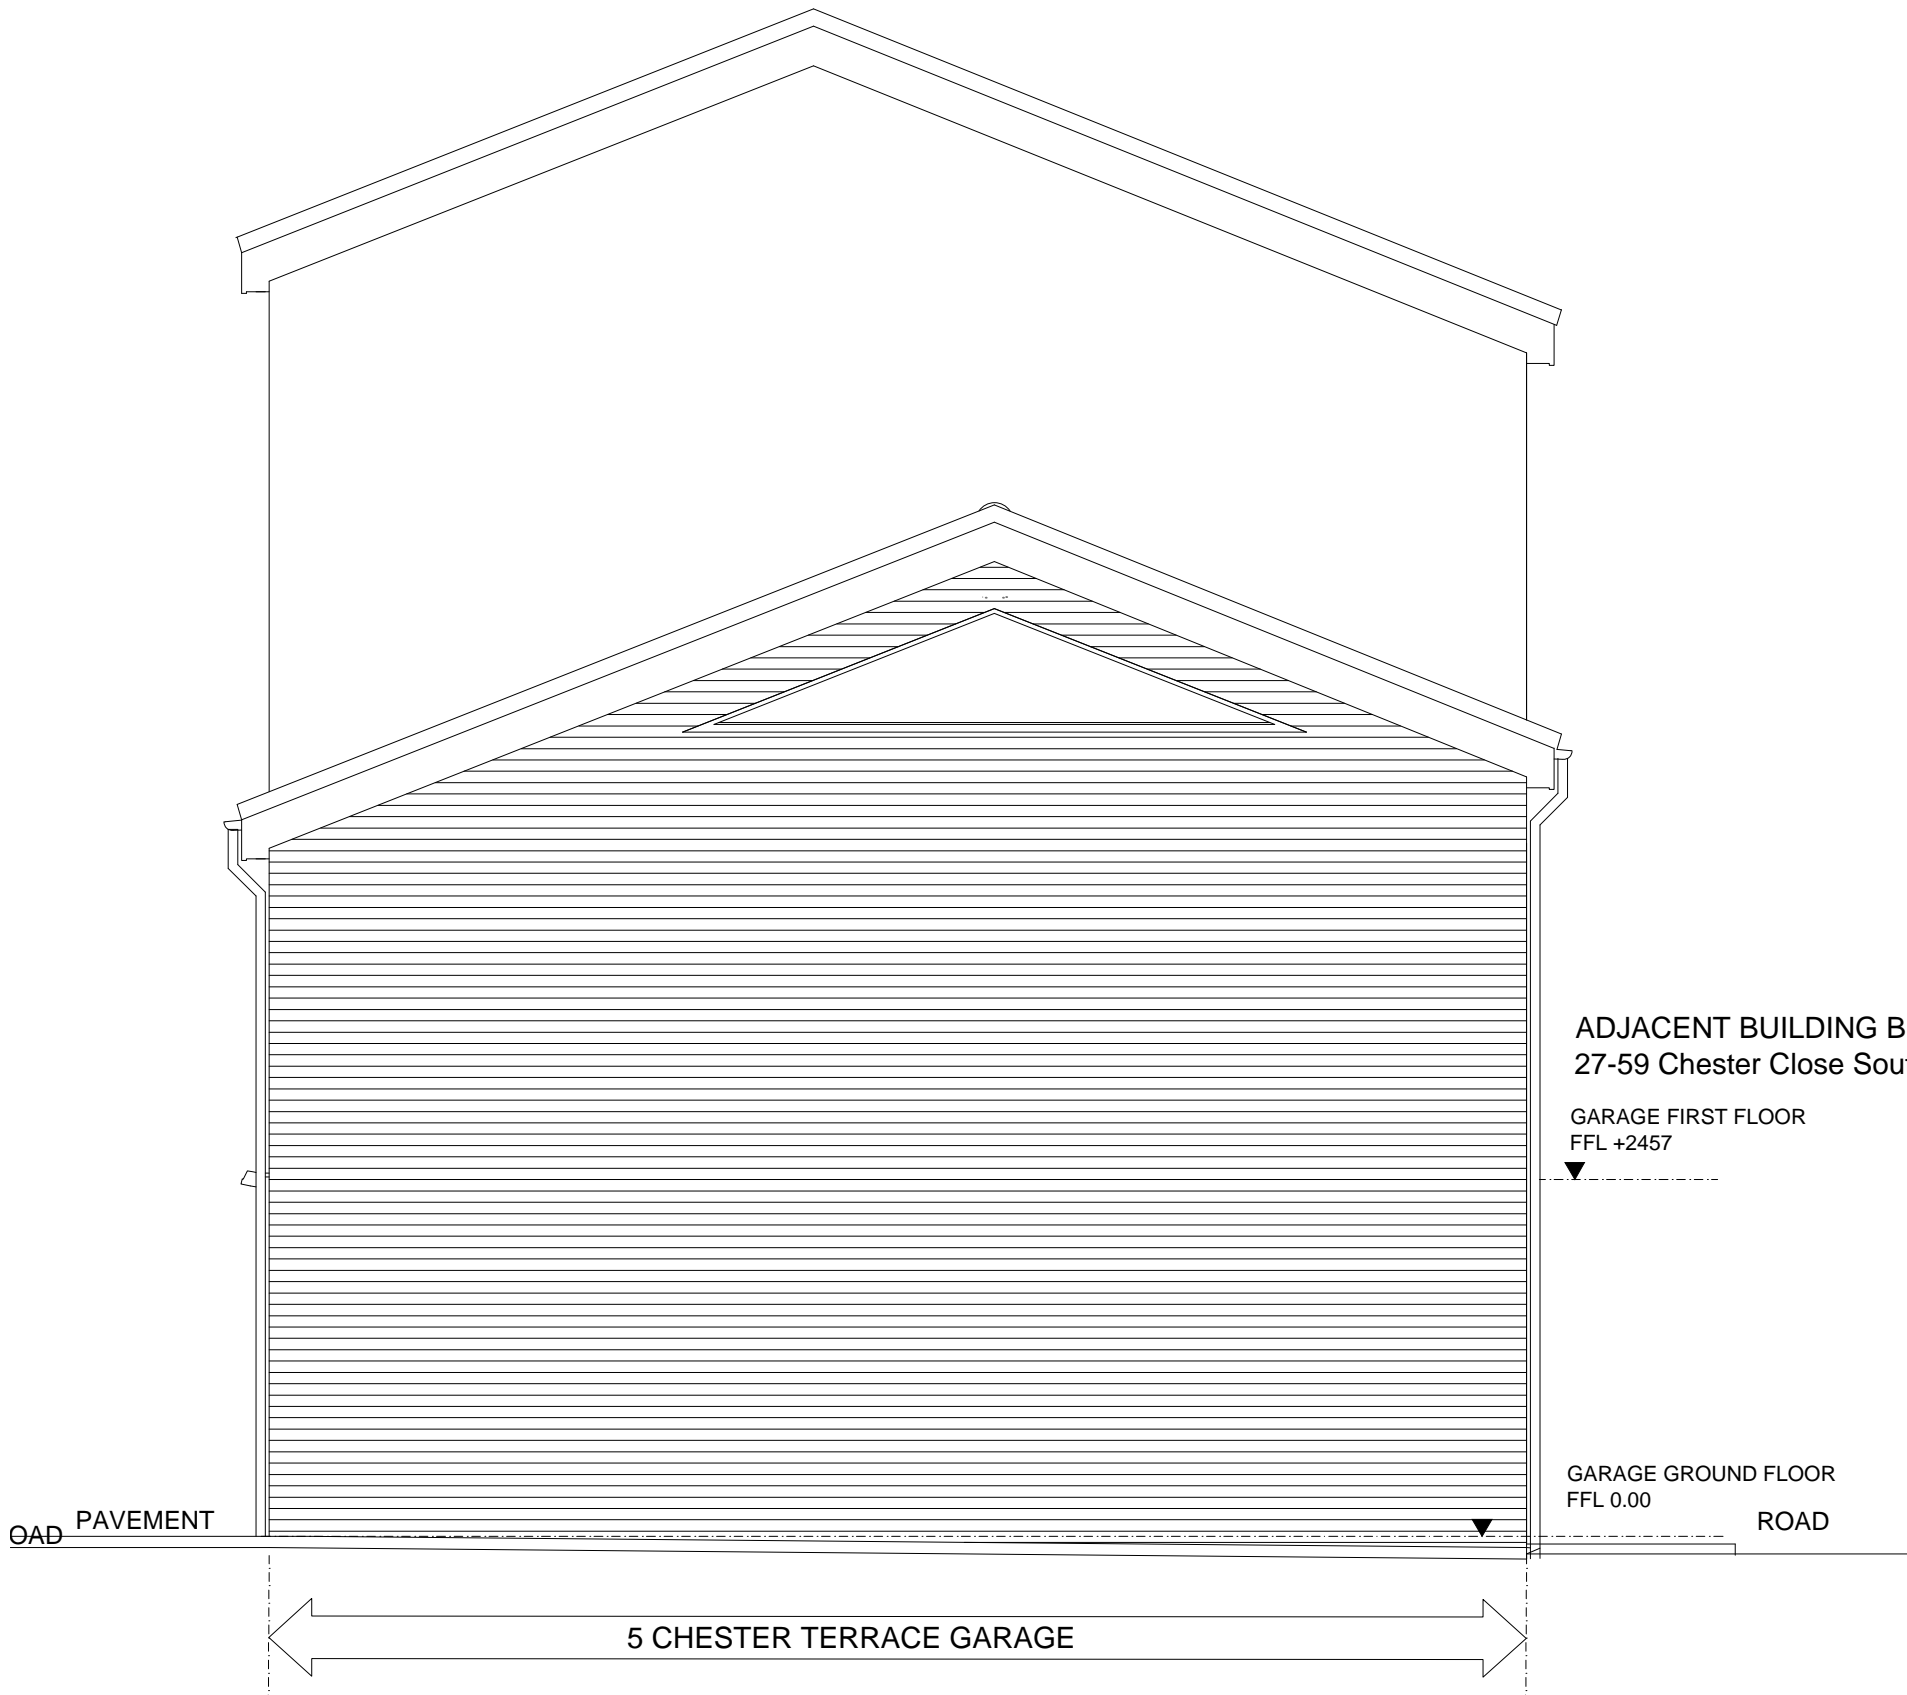 ADJACENT BUILDING B
27-59 Chester Close Sou
GARAGE FIRST FLOOR
FFL +2457
GARAGE GROUND FLOOR
FFL 0.00
PAVEMENT
OAD
ROAD
5 CHESTER TERRACE GARAGE